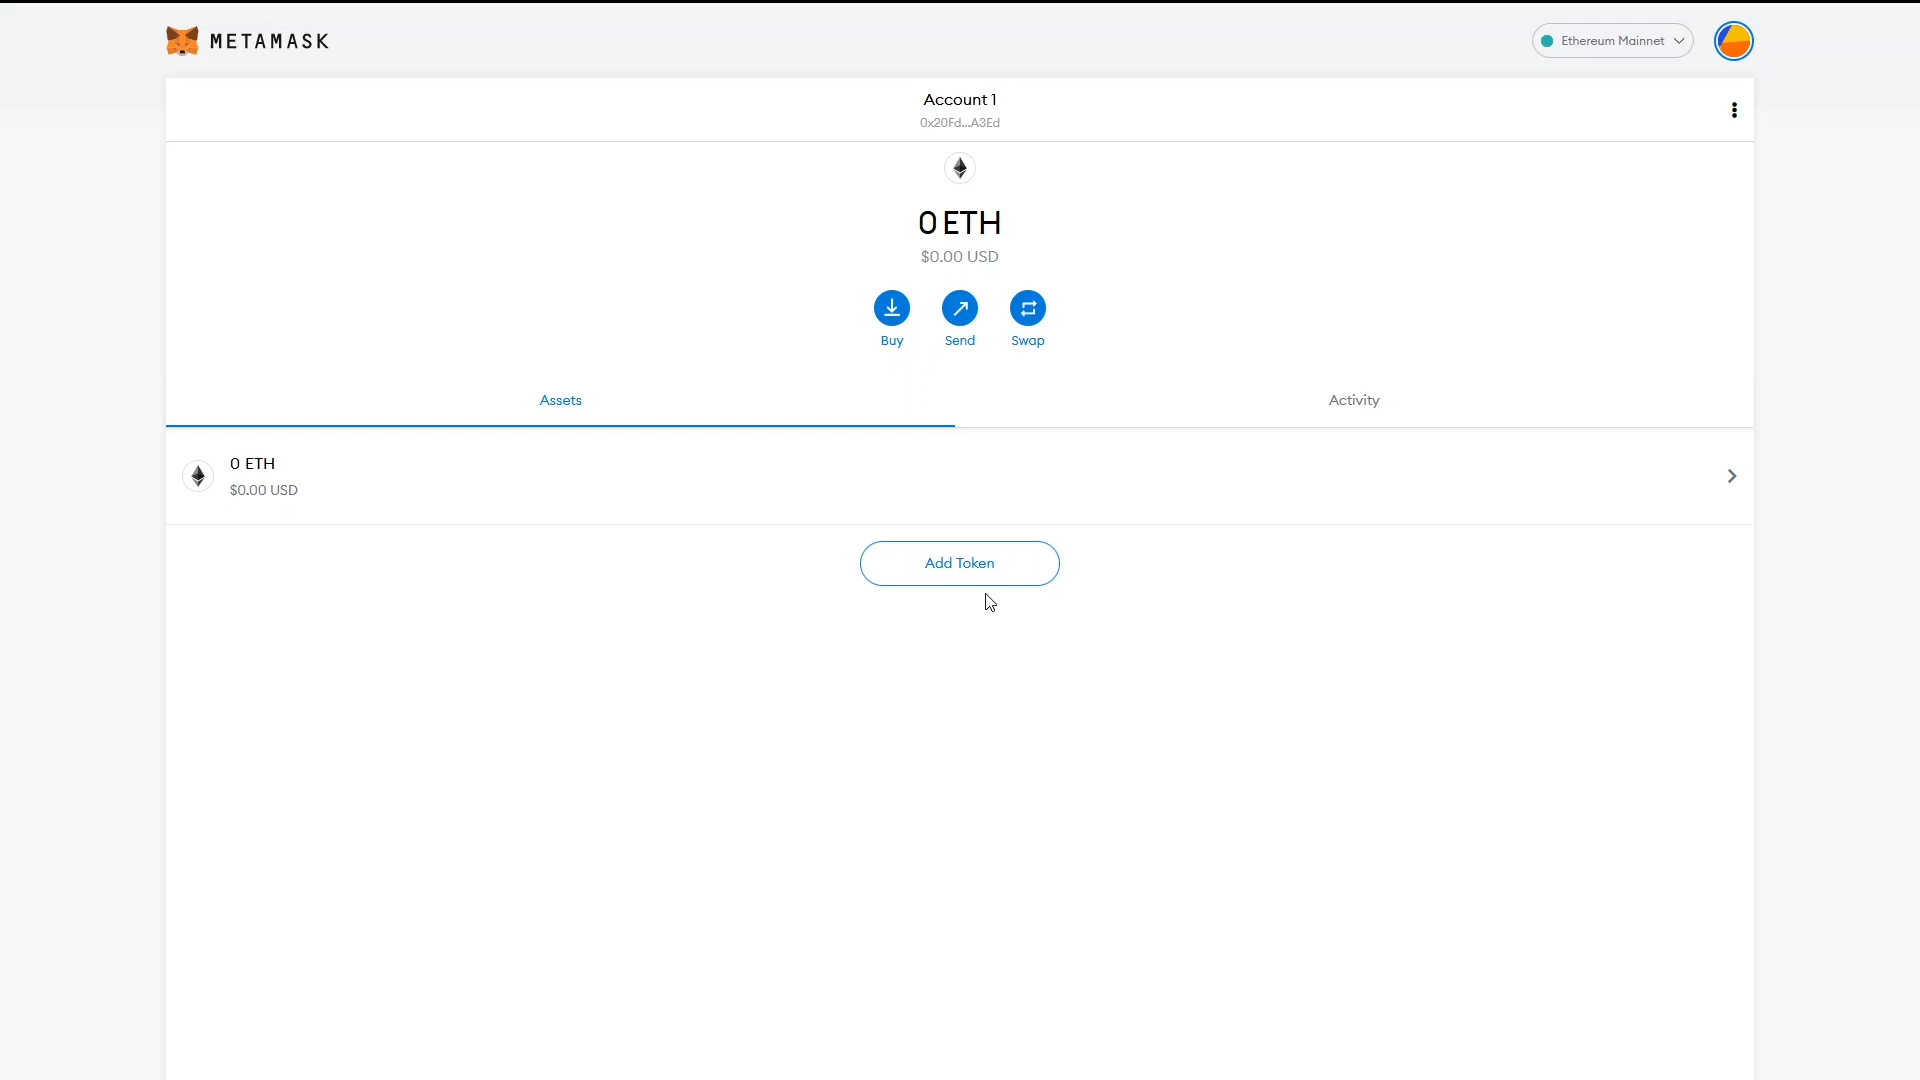 METAMASK
Ethereum Mainnet
Account 1
0x20Fd...A3Ed
0 ETH
$0.00 USD
Buy
Send
Swap
Assets
Activity
0 ETH
$0.00 USD
Add Token